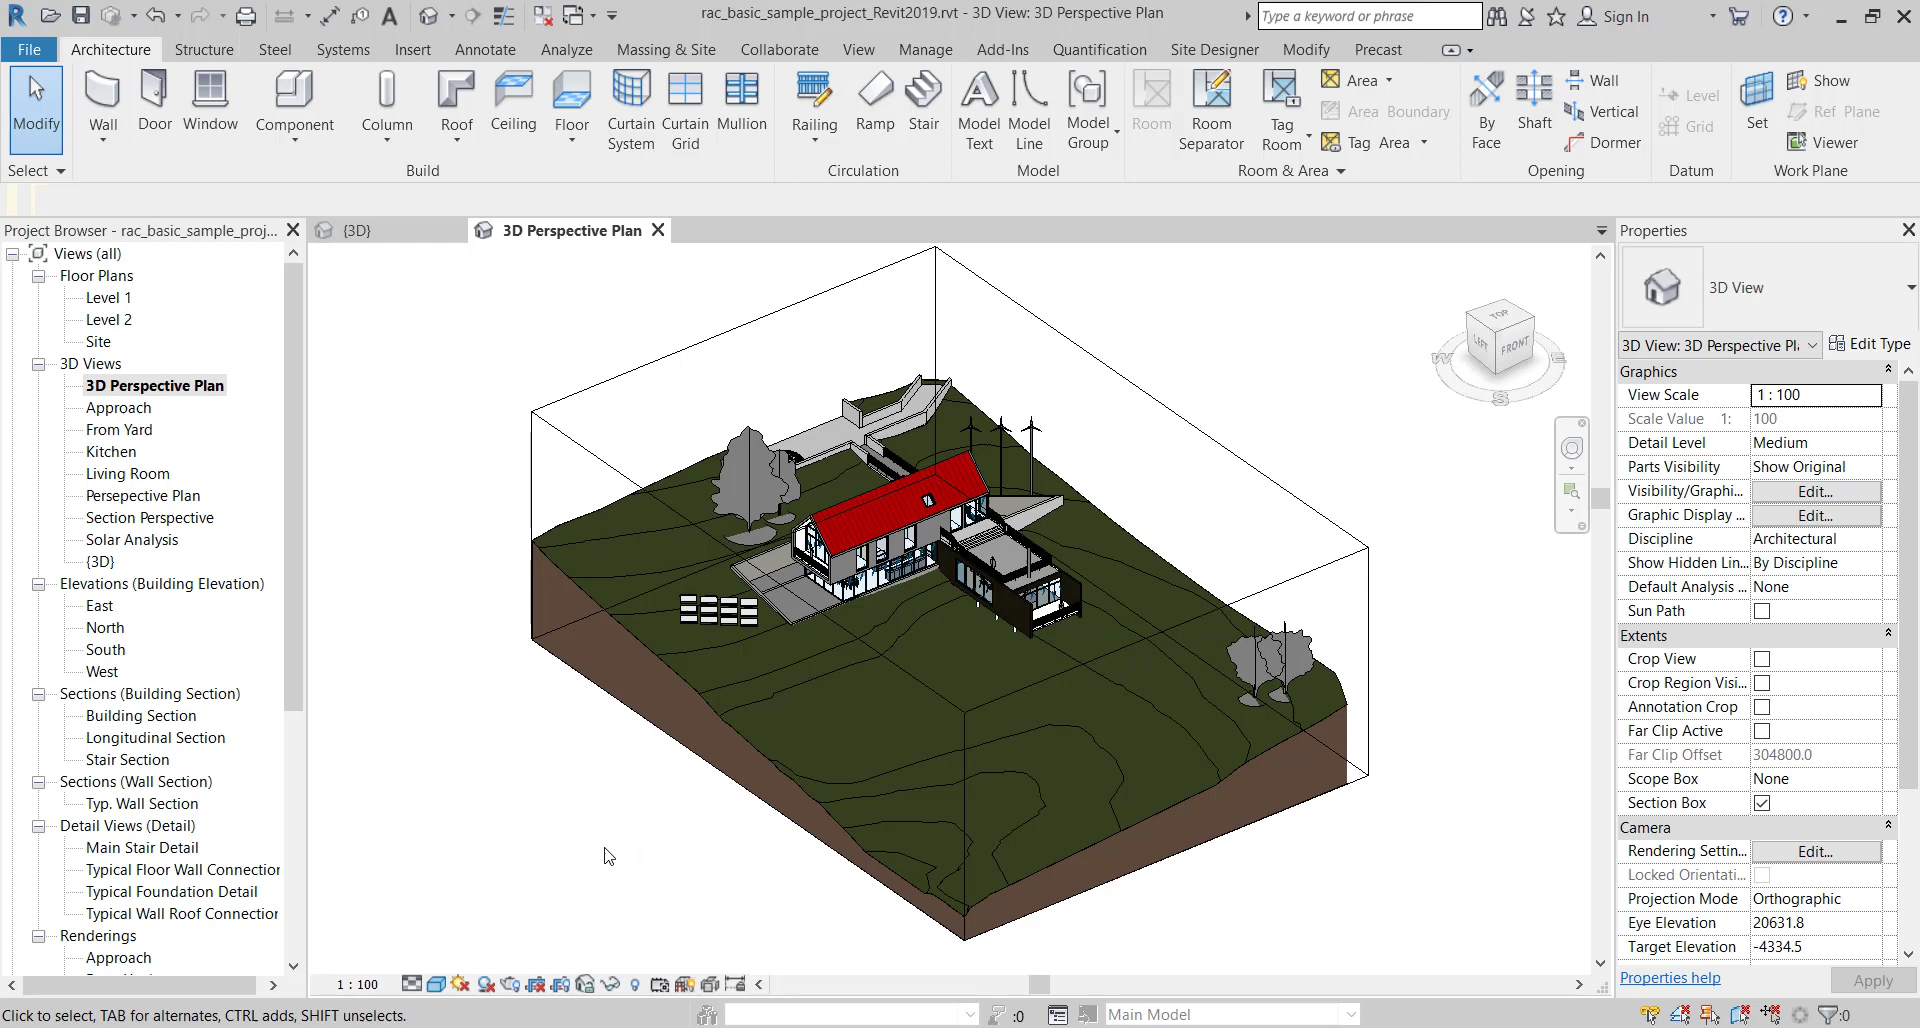 rac_basic_sample_project_Revit2019.rvt - 3D View: 3D Perspective Plan
Type a keyword or phrase
Sign In
File Architecture Structure Steel Systems Insert Annotate Analyze Massing & Site Collaborate View Manage Add-Ins Quantification Site Designer Modify Precast
Modify
Wall
Door
Window
Component
Column
Roof
Ceiling
Floor
Curtain System
Curtain Grid
Mullion
Railing
Ramp
Stair
Model Text
Model Line
Model Group
Room
Room Separator
Tag Room
Area
Area Boundary
Tag Area
By Face
Shaft
Wall
Vertical
Dormer
Level
Grid
Set
Show
Ref Plane
Viewer
Select
Build
Circulation
Model
Room & Area
Opening
Datum
Work Plane
Project Browser - rac_basic_sample_proj...
Views (all)
Floor Plans
Level 1
Level 2
Site
3D Views
3D Perspective Plan
Approach
From Yard
Kitchen
Living Room
Persepective Plan
Section Perspective
Solar Analysis
{3D}
Elevations (Building Elevation)
East
North
South
West
Sections (Building Section)
Building Section
Longitudinal Section
Stair Section
Sections (Wall Section)
Typ. Wall Section
Detail Views (Detail)
Main Stair Detail
Typical Floor Wall Connection
Typical Foundation Detail
Typical Wall Roof Connection
Renderings
Approach
{3D}
3D Perspective Plan
TOP
LEFT
FRONT
W
S
E
1 : 100
Properties
3D View
3D View: 3D Perspective Pl
Edit Type
Graphics
View Scale 1 : 100
Scale Value 1: 100
Detail Level Medium
Parts Visibility Show Original
Visibility/Graphi... Edit...
Graphic Display ... Edit...
Discipline Architectural
Show Hidden Lin... By Discipline
Default Analysis ... None
Sun Path
Extents
Crop View
Crop Region Visi...
Annotation Crop
Far Clip Active
Far Clip Offset 304800.0
Scope Box None
Section Box
Camera
Rendering Settin... Edit...
Locked Orientati...
Projection Mode Orthographic
Eye Elevation 20631.8
Target Elevation -4334.5
Properties help
Apply
Click to select, TAB for alternates, CTRL adds, SHIFT unselects.
:0
Main Model
:0